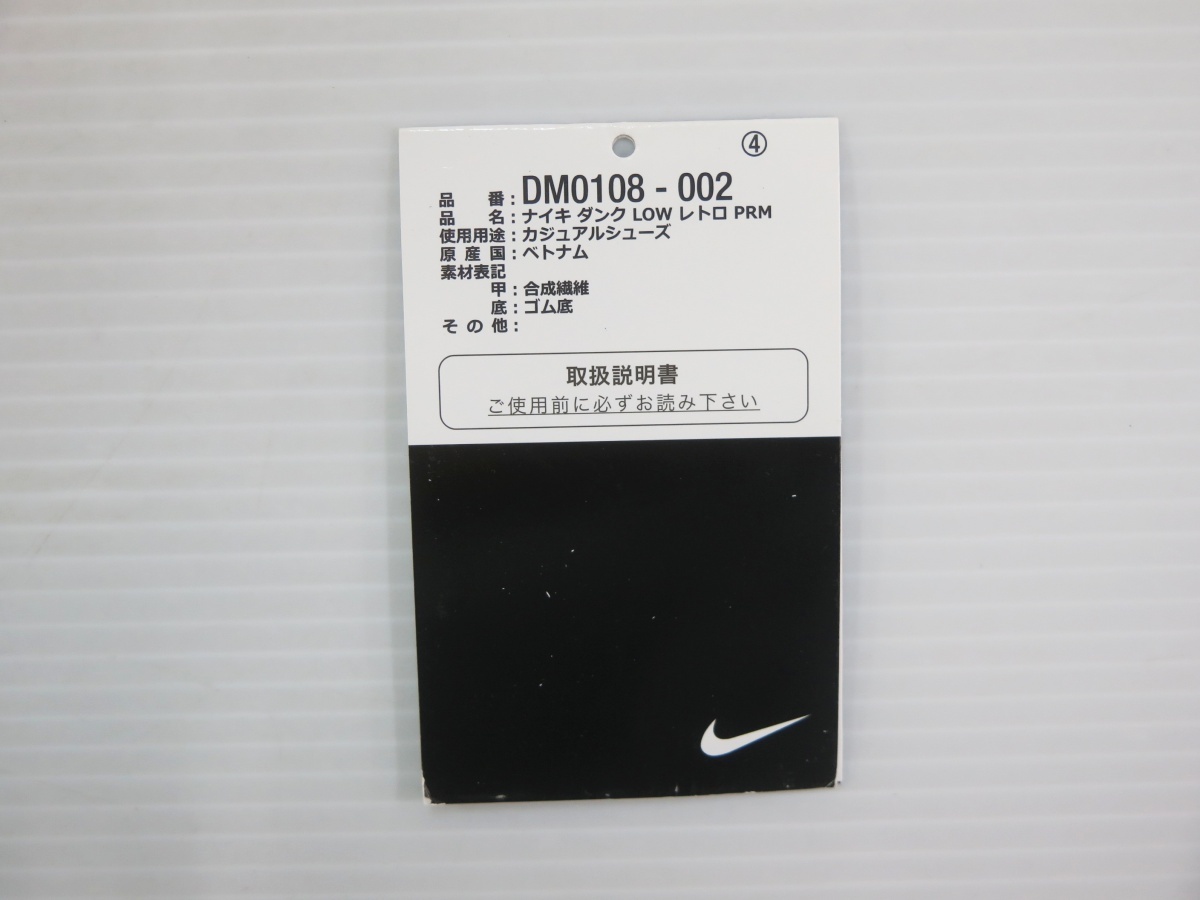 ④
品番:DM0108 - 002
品名:ナイキ ダンク LOW レトロ PRM
使用用途:カジュアルシューズ
原産国:ベトナム
素材表記
甲:合成繊維
底:ゴム底
その他:
取扱説明書
ご使用前に必ずお読み下さい